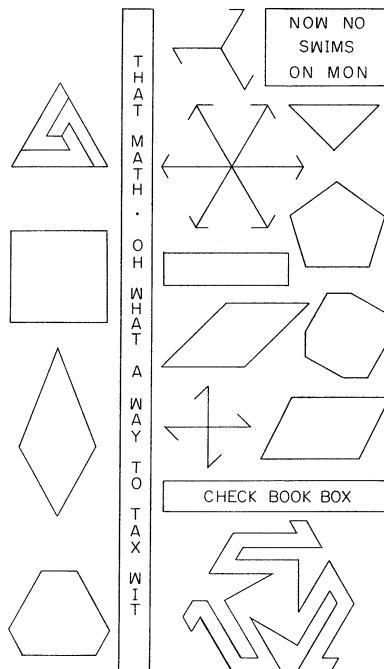 NOW NO
SWIMS
ON MON
THAT MATH · OH WHAT A WAY TO TAX WIT
CHECK BOOK BOX